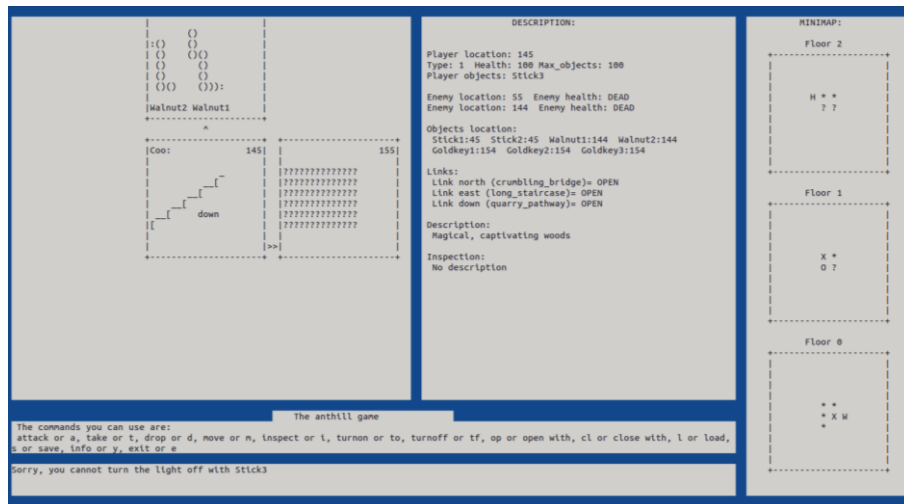 |           ()           |
|:()    ()              |
| ()    ()()            |
| ()      ()            |
| ()      ()            |
| ()()    ())):
|Walnut2 Walnut1
+---------------------+
^
+---------------------+ +---------------------+
|Coo:               145| |                  155|
_ |??????????????
__[ |??????????????
__[ |??????????????
__[ |??????????????
__[ down |??????????????
[ |??????????????
|>>|
+---------------------+ +---------------------+
DESCRIPTION:
Player location: 145
Type: 1 Health: 100 Max_objects: 100
Player objects: Stick3
Enemy location: 55 Enemy health: DEAD
Enemy location: 144 Enemy health: DEAD
Objects location:
Stick1:45 Stick2:45 Walnut1:144 Walnut2:144
Goldkey1:154 Goldkey2:154 Goldkey3:154
Links:
Link north (crumbling_bridge)= OPEN
Link east (long_staircase)= OPEN
Link down (quarry_pathway)= OPEN
Description:
Magical, captivating woods
Inspection:
No description
MINIMAP:
Floor 2
H * *
? ?
Floor 1
X *
O ?
Floor 0
* *
* X W
*
The anthill game
The commands you can use are:
attack or a, take or t, drop or d, move or m, inspect or i, turnon or to, turnoff or tf, op or open with, cl or close with, l or load,
s or save, info or y, exit or e
Sorry, you cannot turn the light off with Stick3